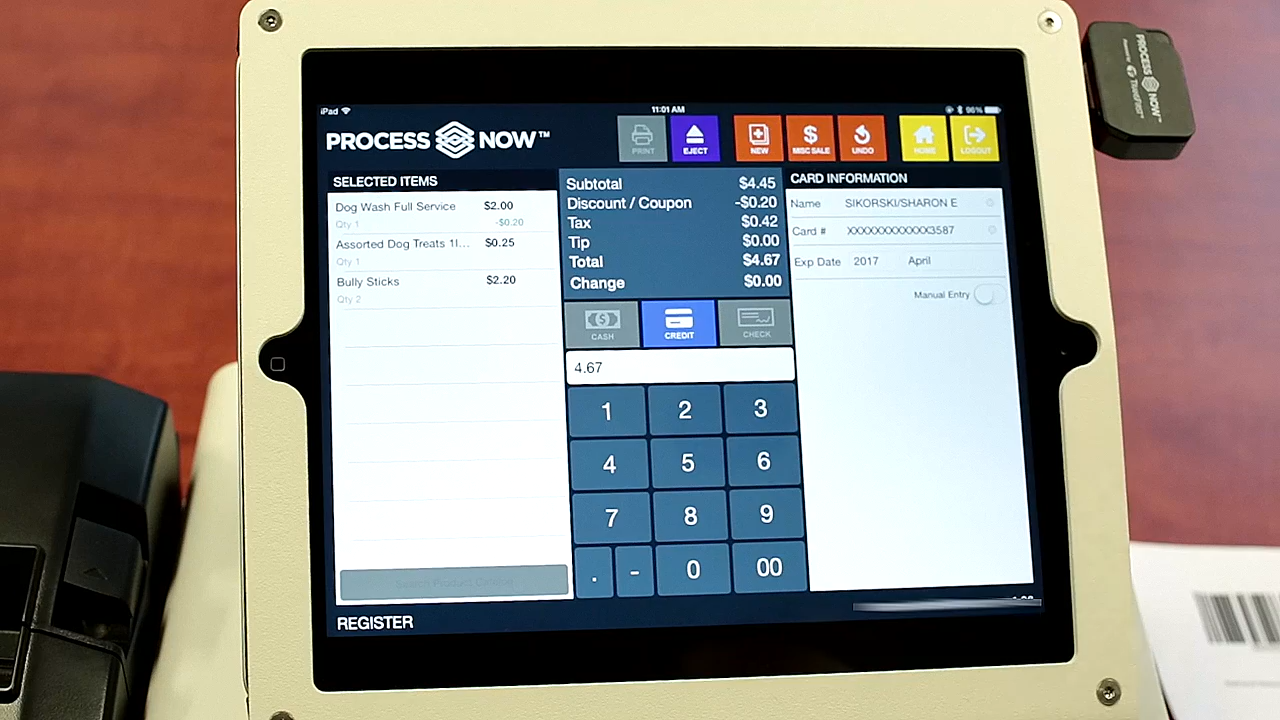 iPad
11:01 AM
96%
PROCESS NOW™
PRINT
EJECT
NEW
MISC SALE
UNDO
HOME
LOGOUT
SELECTED ITEMS
Dog Wash Full Service $2.00
Qty 1 -$0.20
Assorted Dog Treats 1l... $0.25
Qty 1
Bully Sticks $2.20
Qty 2
Search Product Catalog
Subtotal $4.45
Discount / Coupon -$0.20
Tax $0.42
Tip $0.00
Total $4.67
Change $0.00
CASH
CREDIT
CHECK
4.67
1 2 3
4 5 6
7 8 9
. - 0 00
CARD INFORMATION
Name SIKORSKI/SHARON E
Card # XXXXXXXXXXXX3587
Exp Date 2017 April
Manual Entry
REGISTER
PROCESS NOW